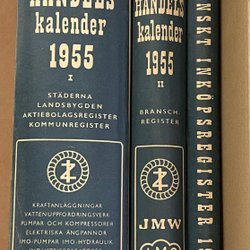 HANDELS
kalender
1955
I
STÄDERNA
LANDSBYGDEN
AKTIEBOLAGSREGISTER
KOMMUNREGISTER
KRAFTANLÄGGNINGAR
VATTENUPPFORDRINGSVERK
PUMPAR OCH KOMPRESSORER
ELEKTRISKA ÅNGPANNOR
IMO-PUMPAR IMO-HYDRAULIK
HANDELS
kalender
1955
II
BRANSCH-
REGISTER
JMW
INKÖPSREGISTER